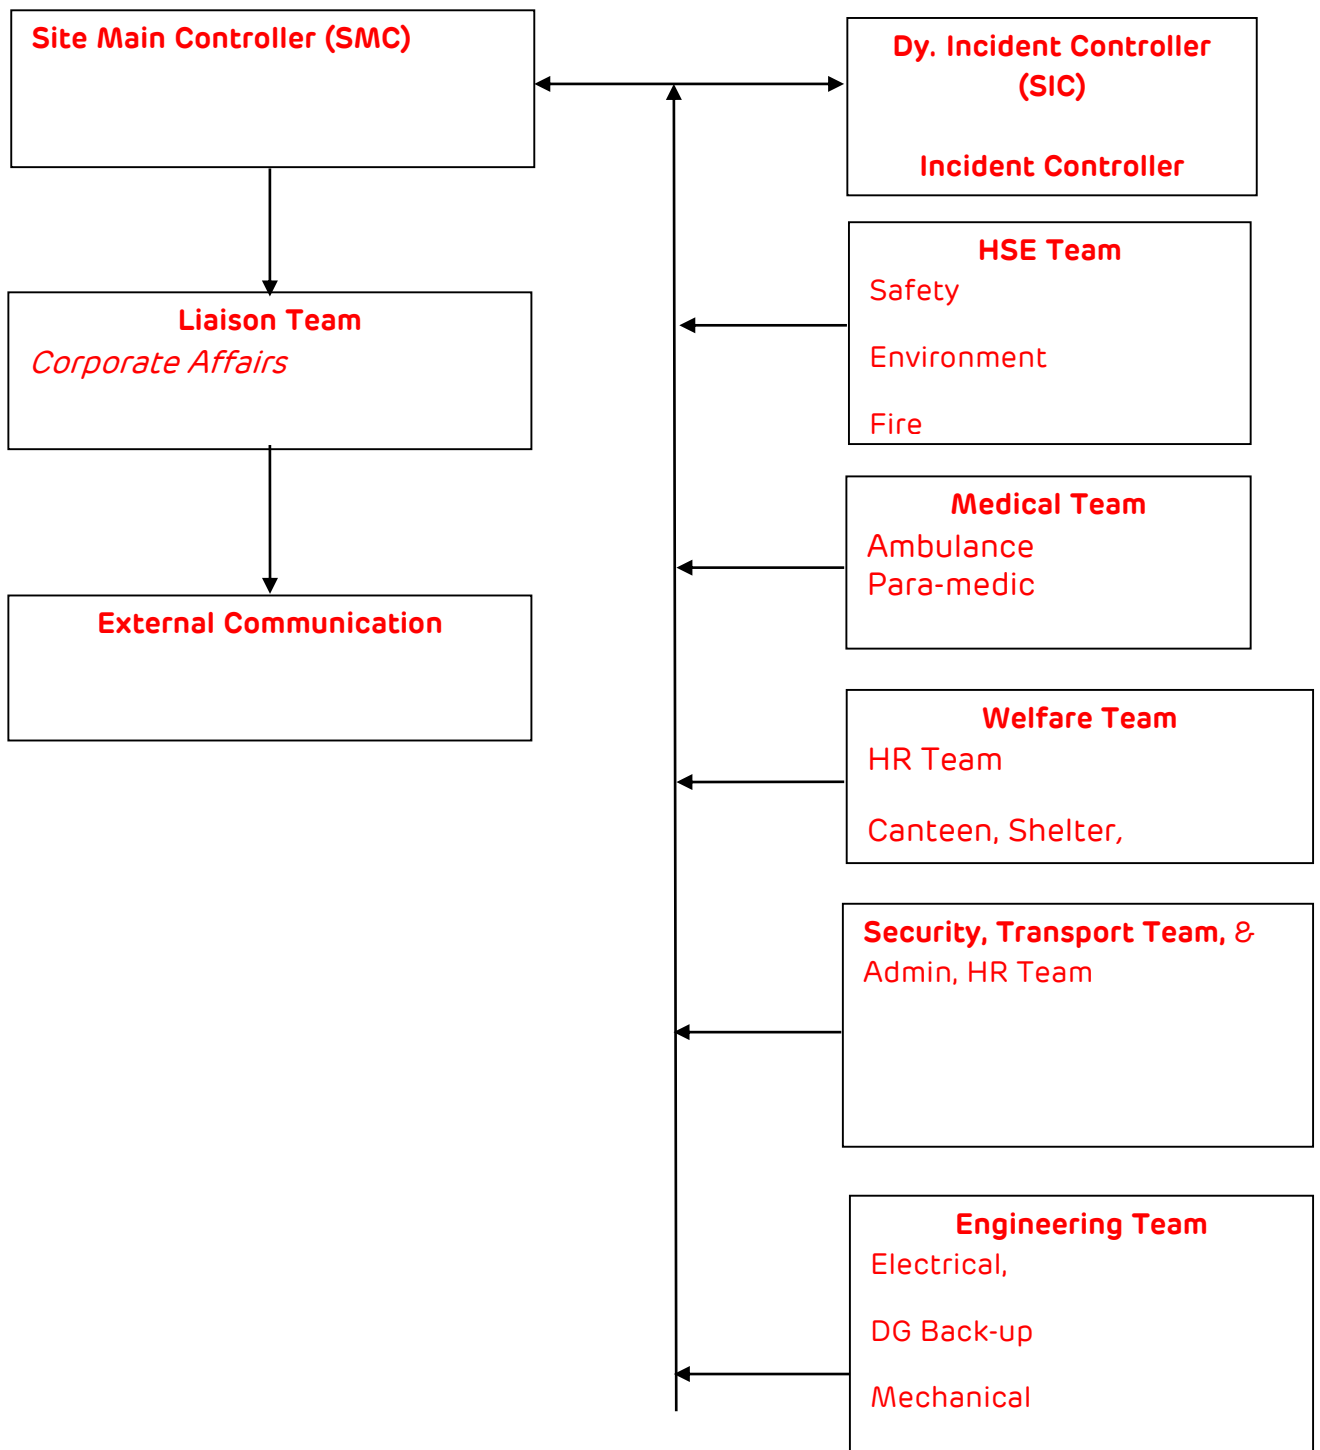 Site Main Controller (SMC)
Dy. Incident Controller
(SIC)
Incident Controller
HSE Team
Safety
Environment
Fire
Liaison Team
Corporate Affairs
Medical Team
Ambulance
Para-medic
External Communication
Welfare Team
HR Team
Canteen, Shelter,
Security, Transport Team, &
Admin, HR Team
Engineering Team
Electrical,
DG Back-up
Mechanical